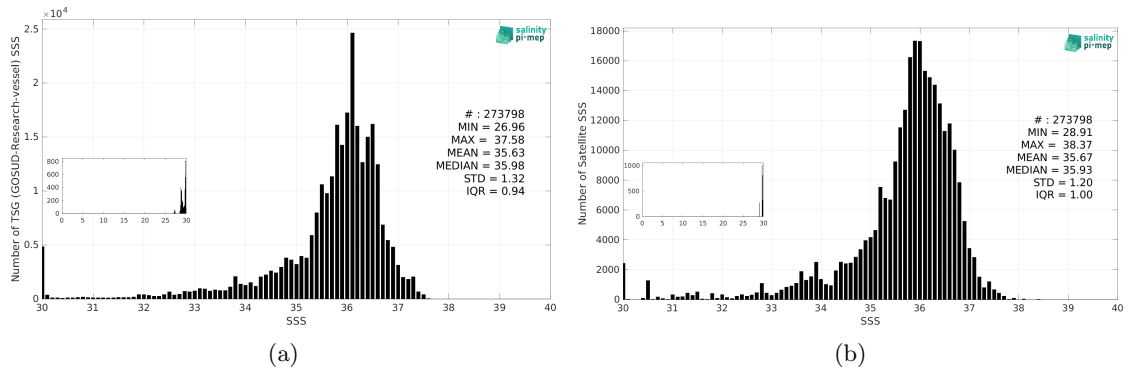 ×10⁴
2.5
2
1.5
1
0.5
0
Number of TSG (GOSUD-Research-vessel) SSS
salinity
pi-mep
# : 273798
MIN = 26.96
MAX = 37.58
MEAN = 35.63
MEDIAN = 35.98
STD = 1.32
IQR = 0.94
800
600
400
200
0
0 5 10 15 20 25 30
30 31 32 33 34 35 36 37 38 39 40
SSS
(a)
18000
16000
14000
12000
10000
8000
6000
4000
2000
0
Number of Satellite SSS
salinity
pi-mep
# : 273798
MIN = 28.91
MAX = 38.37
MEAN = 35.67
MEDIAN = 35.93
STD = 1.20
IQR = 1.00
1000
500
0
0 5 10 15 20 25 30
30 31 32 33 34 35 36 37 38 39 40
SSS
(b)